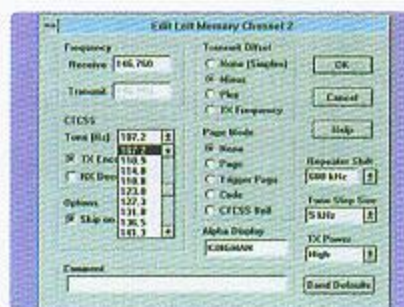 Edit Left Memory Channel 2
Frequency
Receive 146.760
Transmit
CTCSS
Tone (Hz) 107.2
107.2
110.9
114.8
118.8
123.0
127.3
131.8
136.5
141.3
TX Enc
RX Dec
Options
Skip on
Comment
Transmit Offset
None (Simplex)
Minus
Plus
TX Frequency
Page Mode
None
Page
Trigger Page
Code
CTCSS Bell
Alpha Display
KINGMAN
OK
Cancel
Help
Repeater Shift
600 kHz
Tune Step Size
5 kHz
TX Power
High
Band Defaults